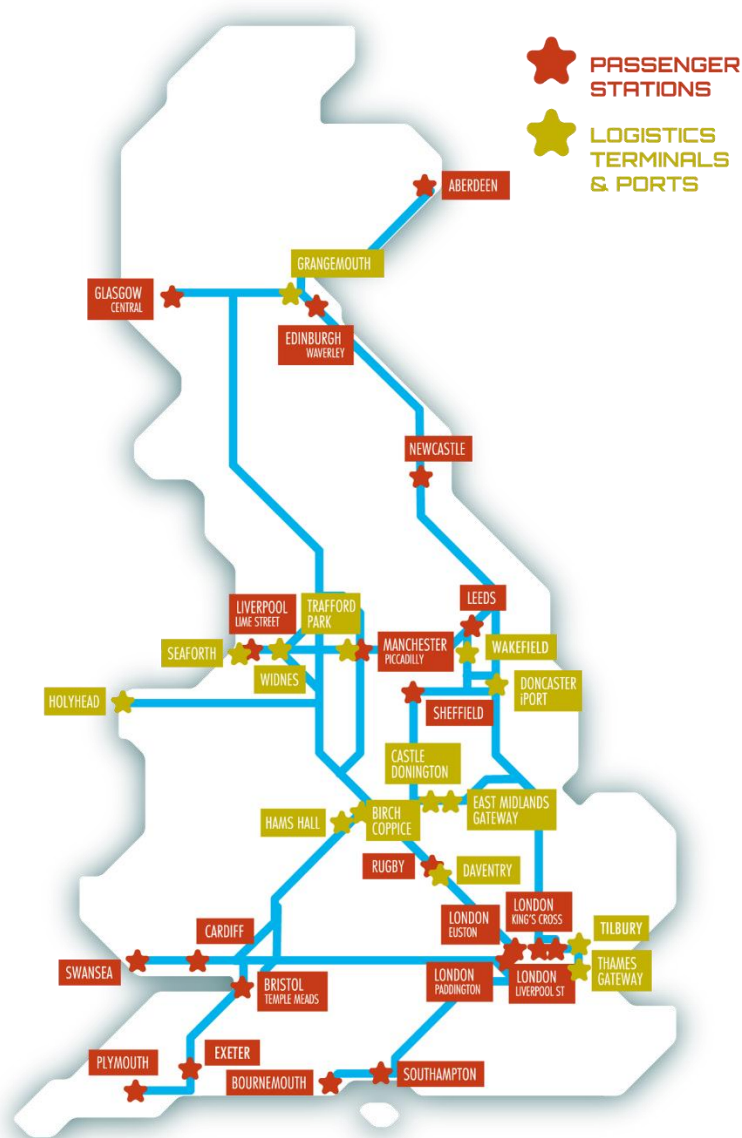 PASSENGER
STATIONS
LOGISTICS
TERMINALS
& PORTS
ABERDEEN
GRANGEMOUTH
GLASGOW
CENTRAL
EDINBURGH
WAVERLEY
NEWCASTLE
LEEDS
LIVERPOOL
LIME STREET
TRAFFORD
PARK
SEAFORTH
WIDNES
MANCHESTER
PICCADILLY
WAKEFIELD
HOLYHEAD
DONCASTER
iPORT
SHEFFIELD
CASTLE
DONINGTON
HAMS HALL
BIRCH
COPPICE
EAST MIDLANDS
GATEWAY
RUGBY
DAVENTRY
LONDON
EUSTON
LONDON
KING'S CROSS
CARDIFF
TILBURY
SWANSEA
BRISTOL
TEMPLE MEADS
LONDON
PADDINGTON
LONDON
LIVERPOOL ST
THAMES
GATEWAY
PLYMOUTH
EXETER
BOURNEMOUTH
SOUTHAMPTON